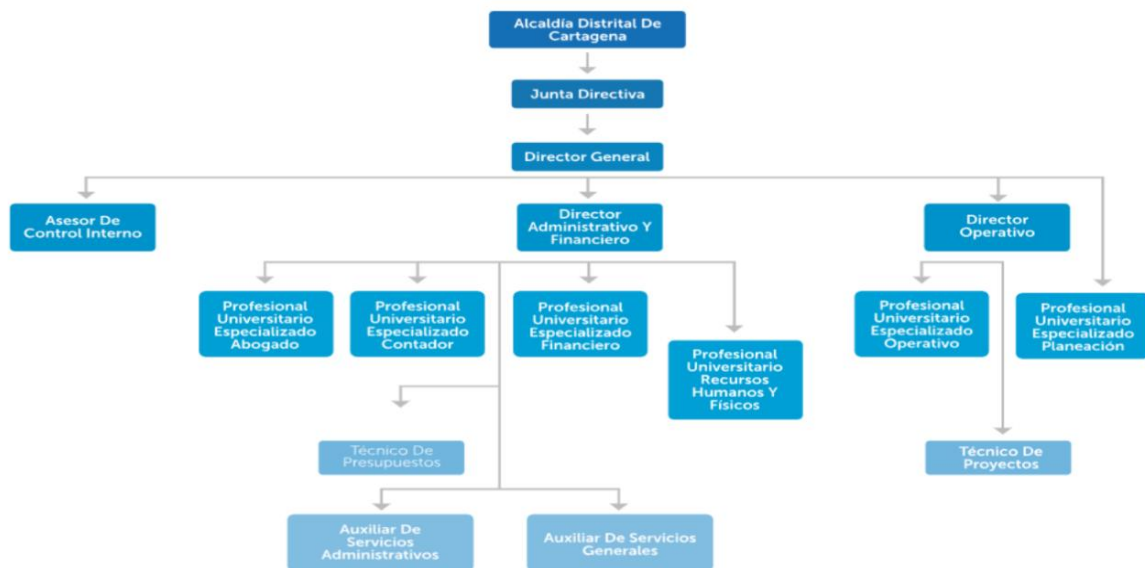 Alcaldía Distrital De
Cartagena
Junta Directiva
Director General
Asesor De
Control Interno
Director
Administrativo Y
Financiero
Director
Operativo
Profesional
Universitario
Especializado
Abogado
Profesional
Universitario
Especializado
Contador
Profesional
Universitario
Especializado
Financiero
Profesional
Universitario
Recursos
Humanos Y
Físicos
Profesional
Universitario
Especializado
Operativo
Profesional
Universitario
Especializado
Planeación
Técnico De
Presupuestos
Técnico De
Proyectos
Auxiliar De
Servicios
Administrativos
Auxiliar De Servicios
Generales